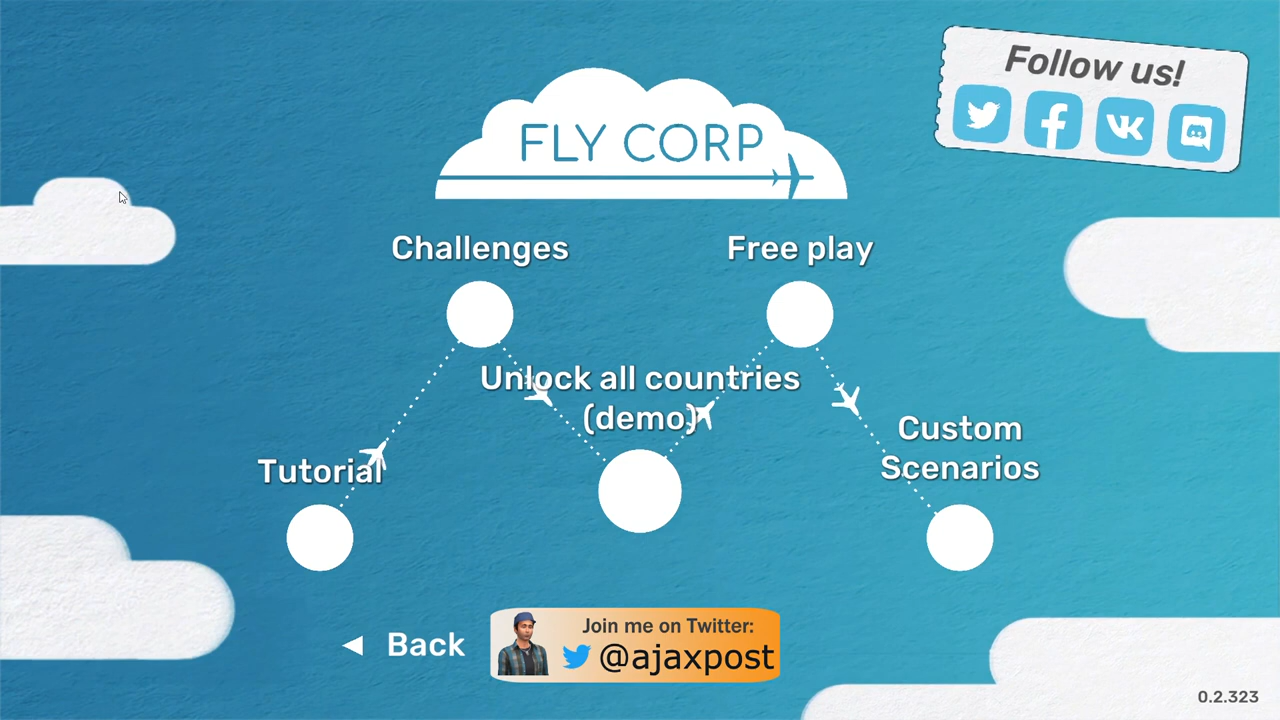 Follow us!
FLY CORP
Challenges
Free play
Unlock all countries
(demo)
Custom
Scenarios
Tutorial
Back
Join me on Twitter:
@ajaxpost
0.2.323